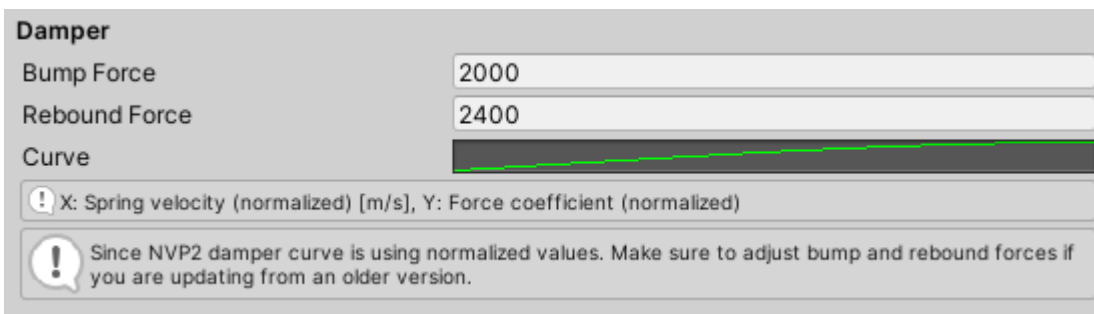 Damper
Bump Force 2000
Rebound Force 2400
Curve
X: Spring velocity (normalized) [m/s], Y: Force coefficient (normalized)
Since NVP2 damper curve is using normalized values. Make sure to adjust bump and rebound forces if
you are updating from an older version.